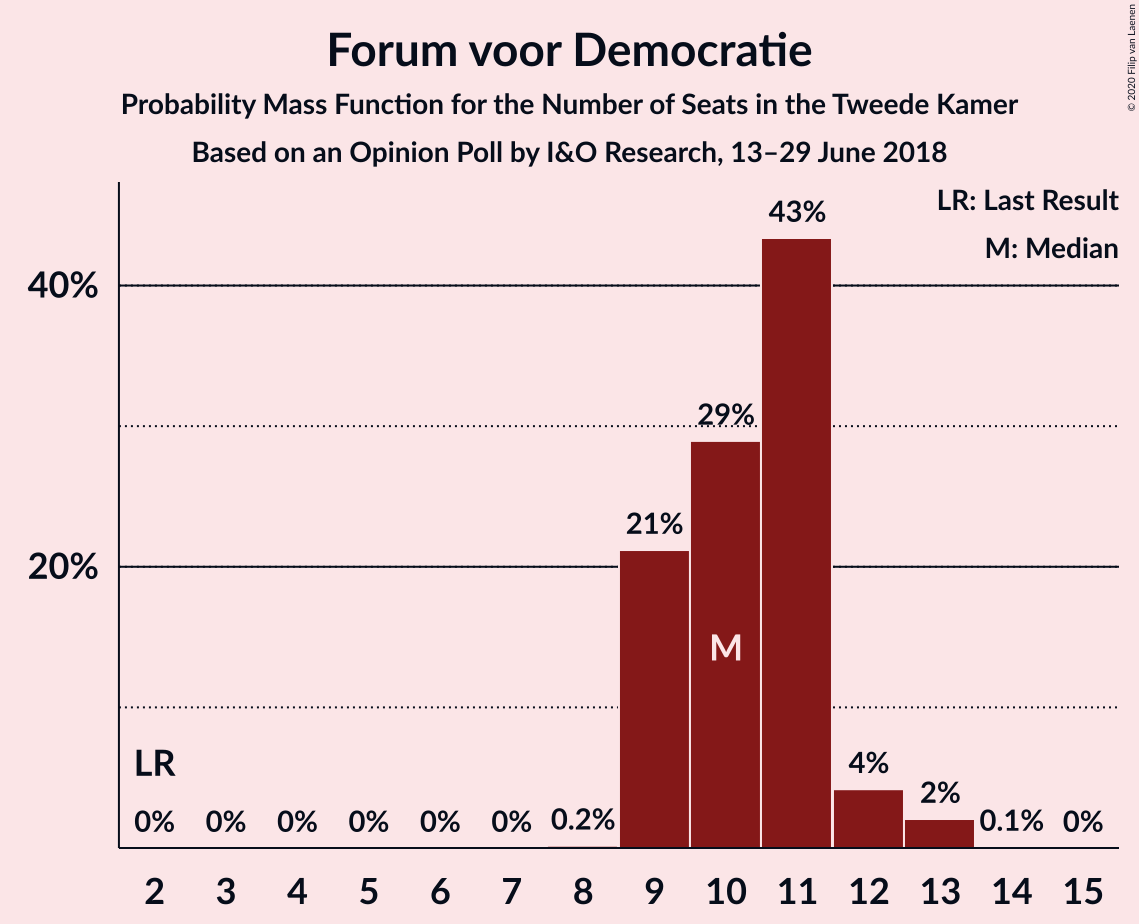 Forum voor Democratie
Probability Mass Function for the Number of Seats in the Tweede Kamer
Based on an Opinion Poll by I&O Research, 13–29 June 2018
© 2020 Filip van Laenen
LR: Last Result
M: Median
40%
20%
43%
29%
21%
M
LR
4%
2%
0% 0% 0% 0% 0% 0% 0.2% 0.1% 0%
2 3 4 5 6 7 8 9 10 11 12 13 14 15